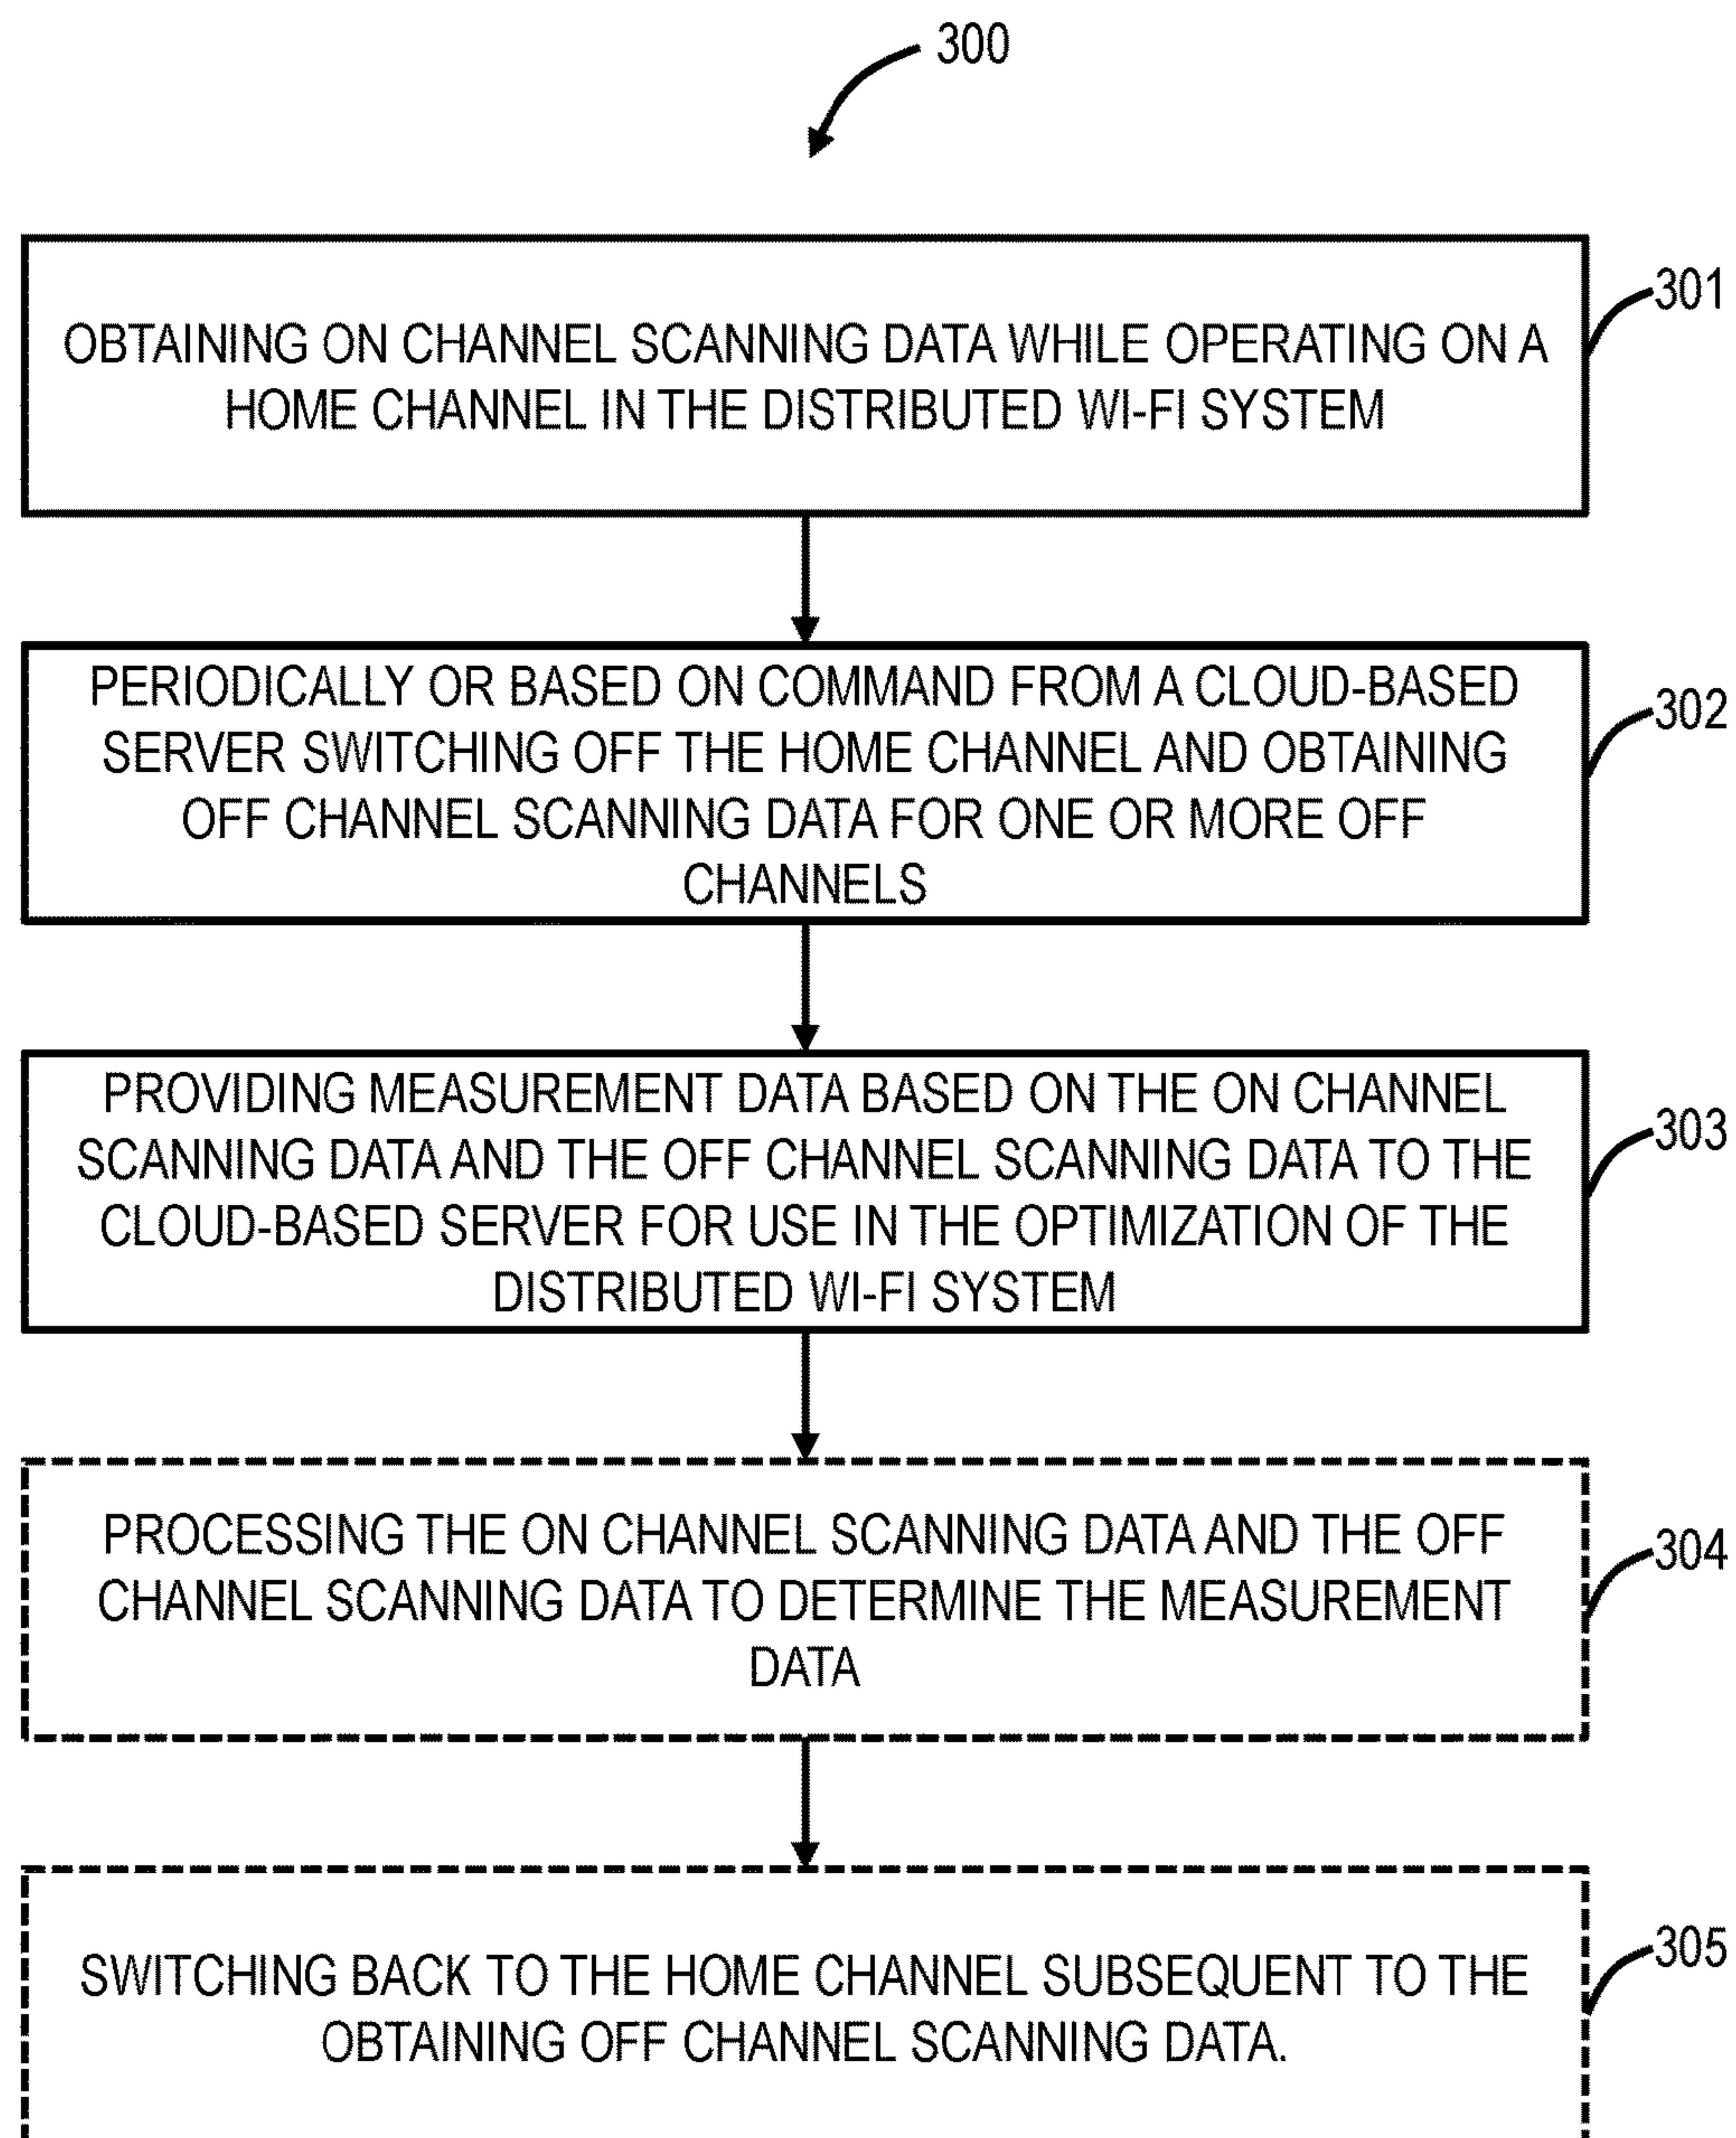 300
OBTAINING ON CHANNEL SCANNING DATA WHILE OPERATING ON A
HOME CHANNEL IN THE DISTRIBUTED WI-FI SYSTEM
301
PERIODICALLY OR BASED ON COMMAND FROM A CLOUD-BASED
SERVER SWITCHING OFF THE HOME CHANNEL AND OBTAINING
OFF CHANNEL SCANNING DATA FOR ONE OR MORE OFF
CHANNELS
302
PROVIDING MEASUREMENT DATA BASED ON THE ON CHANNEL
SCANNING DATA AND THE OFF CHANNEL SCANNING DATA TO THE
CLOUD-BASED SERVER FOR USE IN THE OPTIMIZATION OF THE
DISTRIBUTED WI-FI SYSTEM
303
PROCESSING THE ON CHANNEL SCANNING DATA AND THE OFF
CHANNEL SCANNING DATA TO DETERMINE THE MEASUREMENT
DATA
304
SWITCHING BACK TO THE HOME CHANNEL SUBSEQUENT TO THE
OBTAINING OFF CHANNEL SCANNING DATA.
305